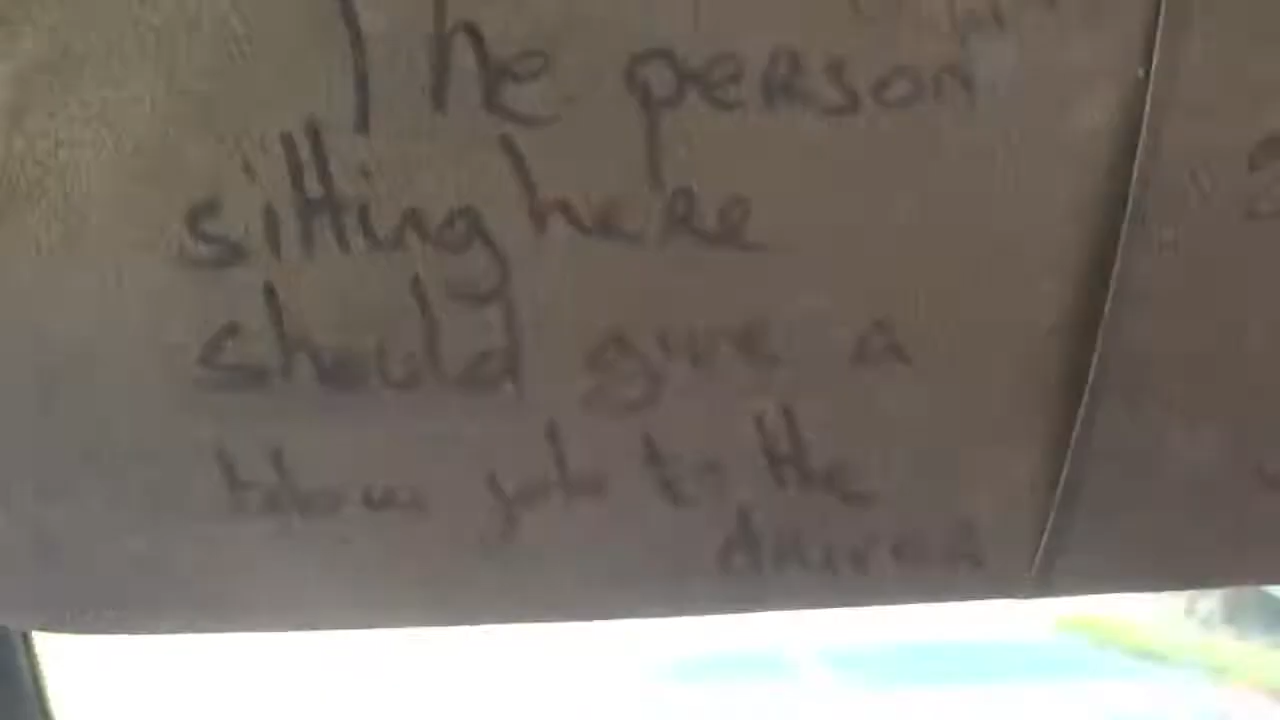 The person
sitting here
should give a
blow job to the
driver